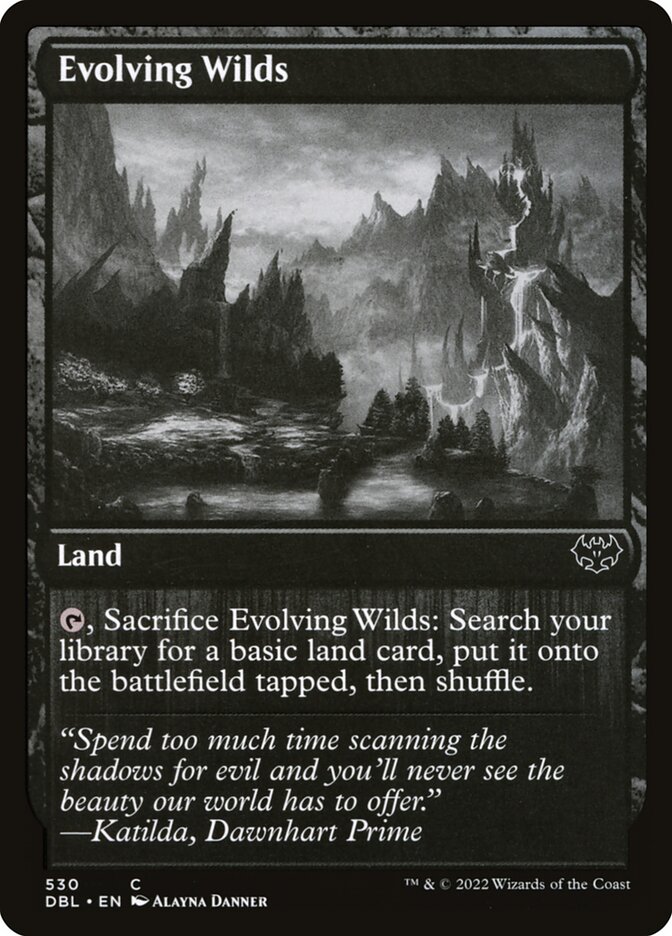 Evolving Wilds
Land
, Sacrifice Evolving Wilds: Search your
library for a basic land card, put it onto
the battlefield tapped, then shuffle.
“Spend too much time scanning the
shadows for evil and you’ll never see the
beauty our world has to offer.”
—Katilda, Dawnhart Prime
530 C
DBL • EN Alayna Danner
™ & © 2022 Wizards of the Coast